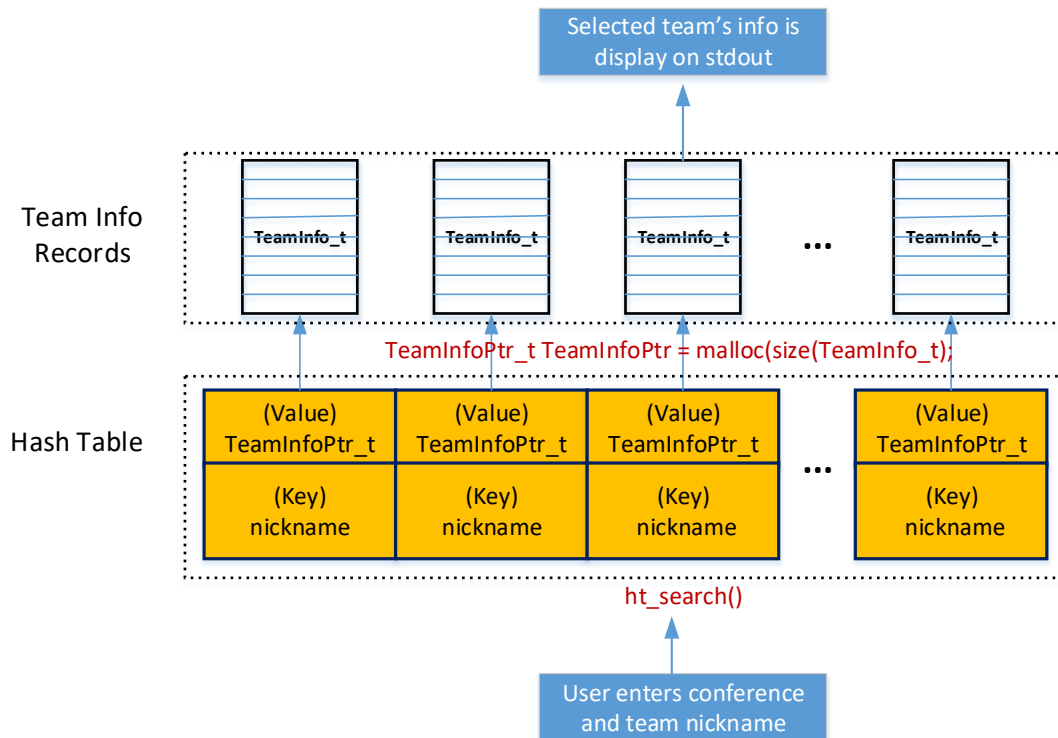 Selected team's info is
display on stdout
Team Info
Records
TeamInfo_t
TeamInfo_t
TeamInfo_t
...
TeamInfo_t
TeamInfoPtr_t TeamInfoPtr = malloc(size(TeamInfo_t);
Hash Table
(Value)
TeamInfoPtr_t
(Value)
TeamInfoPtr_t
(Value)
TeamInfoPtr_t
...
(Value)
TeamInfoPtr_t
(Key)
nickname
(Key)
nickname
(Key)
nickname
(Key)
nickname
ht_search()
User enters conference
and team nickname